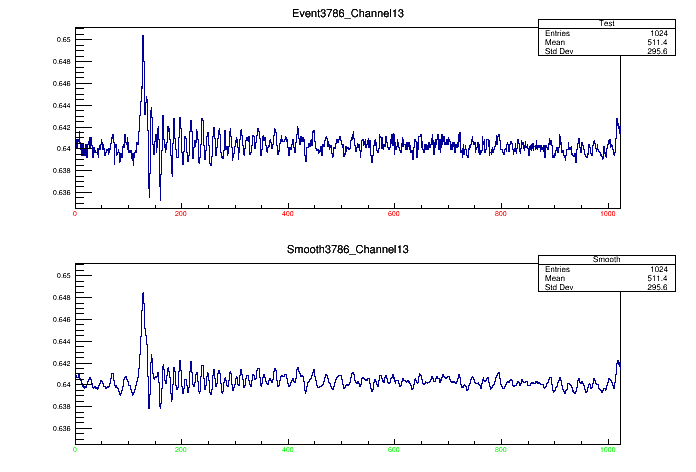 Event3786_Channel13
Test
Entries 1024
Mean 511.4
Std Dev 295.6
0.65
0.648
0.646
0.644
0.642
0.64
0.638
0.636
0 200 400 600 800 1000
Smooth3786_Channel13
Smooth
Entries 1024
Mean 511.4
Std Dev 295.6
0.65
0.648
0.646
0.644
0.642
0.64
0.638
0.636
0 200 400 600 800 1000